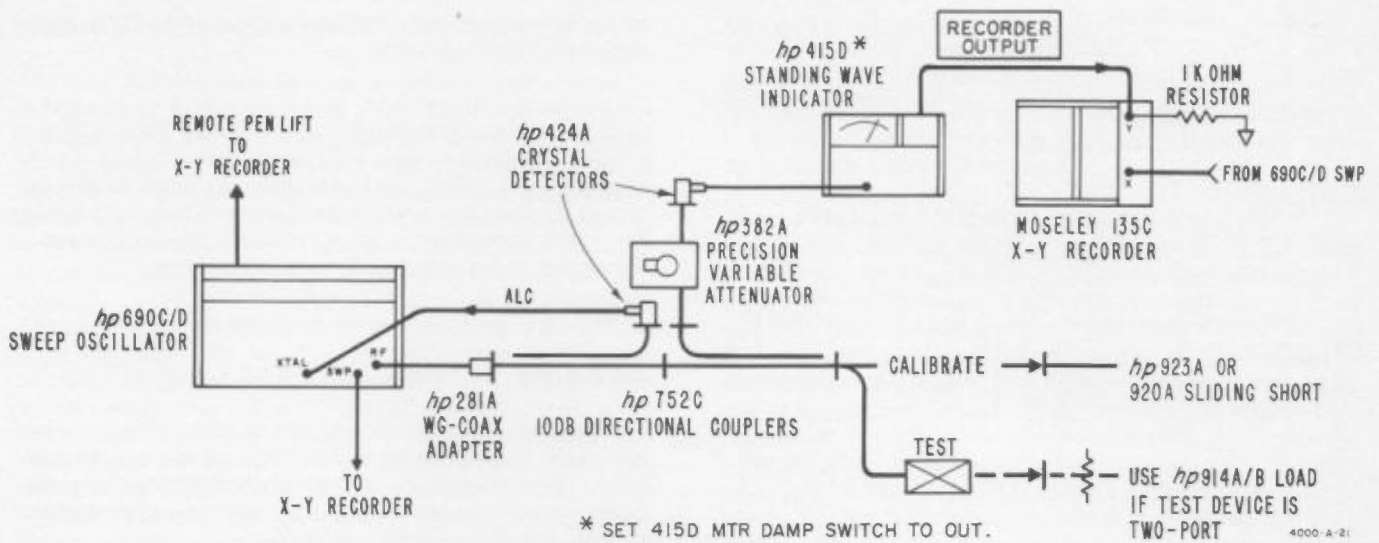 RECORDER
OUTPUT
hp 415D *
STANDING WAVE
INDICATOR
1K OHM
RESISTOR
REMOTE PEN LIFT
TO
X-Y RECORDER
hp 424A
CRYSTAL
DETECTORS
Y
X
FROM 690C/D SWP
MOSELEY 135C
X-Y RECORDER
hp 382A
PRECISION
VARIABLE
ATTENUATOR
ALC
hp 690C/D
SWEEP OSCILLATOR
XTAL
SWP
RF
CALIBRATE
hp 923A OR
920A SLIDING SHORT
hp 281A
WG-COAX
ADAPTER
hp 752C
10DB DIRECTIONAL COUPLERS
TEST
TO
X-Y RECORDER
USE hp 914A/B LOAD
IF TEST DEVICE IS
TWO-PORT
* SET 415D MTR DAMP SWITCH TO OUT.
4000-A-21